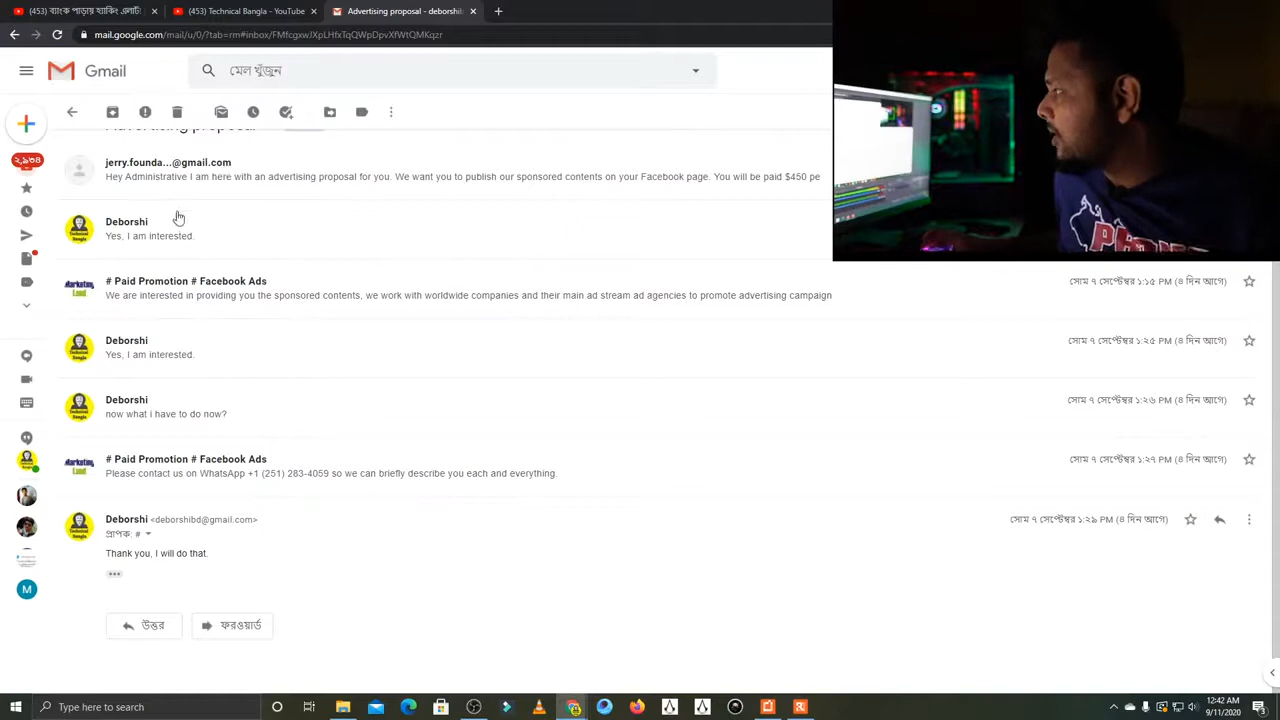 (453) ব্যাংক পাড়ায় হ্যাকিং এলার্ট
(453) Technical Bangla - YouTube
Advertising proposal - deborshi
mail.google.com/mail/u/0/?tab=rm#inbox/FMfcgxwJXpLHfxTqQWpDpvXfWtQMKqzr
Gmail
মেল খুঁজুন
Advertising proposal
২,৯৩৪
jerry.founda...@gmail.com
Hey Administrative I am here with an advertising proposal for you. We want you to publish our sponsored contents on your Facebook page. You will be paid $450 pe
Deborshi
Yes, I am interested.
# Paid Promotion # Facebook Ads
সোম ৭ সেপ্টেম্বর ১:১৫ PM (৪ দিন আগে)
We are interested in providing you the sponsored contents, we work with worldwide companies and their main ad stream ad agencies to promote advertising campaign
Deborshi
সোম ৭ সেপ্টেম্বর ১:২৫ PM (৪ দিন আগে)
Yes, I am interested.
Deborshi
সোম ৭ সেপ্টেম্বর ১:২৬ PM (৪ দিন আগে)
now what i have to do now?
# Paid Promotion # Facebook Ads
সোম ৭ সেপ্টেম্বর ১:২৭ PM (৪ দিন আগে)
Please contact us on WhatsApp +1 (251) 283-4059 so we can briefly describe you each and everything.
Deborshi <deborshibd@gmail.com>
সোম ৭ সেপ্টেম্বর ১:২৯ PM (৪ দিন আগে)
প্রাপক: #
Thank you, I will do that.
M
উত্তর
ফরওয়ার্ড
Type here to search
12:42 AM
9/11/2020